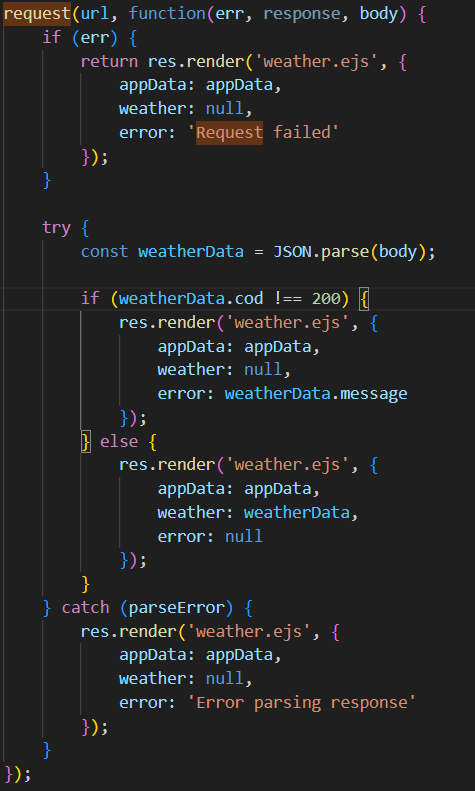 request(url, function(err, response, body) {
    if (err) {
        return res.render('weather.ejs', {
            appData: appData,
            weather: null,
            error: 'Request failed'
        });
    }

    try {
        const weatherData = JSON.parse(body);

        if (weatherData.cod !== 200) {
            res.render('weather.ejs', {
                appData: appData,
                weather: null,
                error: weatherData.message
            });
        } else {
            res.render('weather.ejs', {
                appData: appData,
                weather: weatherData,
                error: null
            });
        }
    } catch (parseError) {
        res.render('weather.ejs', {
            appData: appData,
            weather: null,
            error: 'Error parsing response'
        });
    }
});